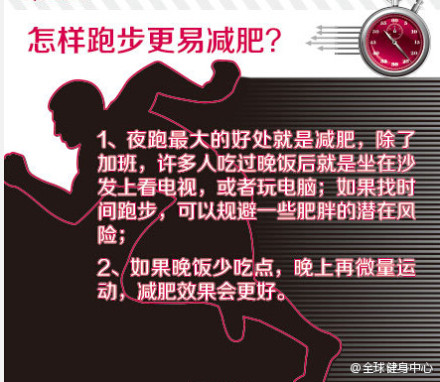 怎样跑步更易减肥?
1、夜跑最大的好处就是减肥，除了
加班，许多人吃过晚饭后就是坐在沙
发上看电视，或者玩电脑；如果找时
间跑步，可以规避一些肥胖的潜在风
险；
2、如果晚饭少吃点，晚上再微量运
动，减肥效果会更好。
@全球健身中心